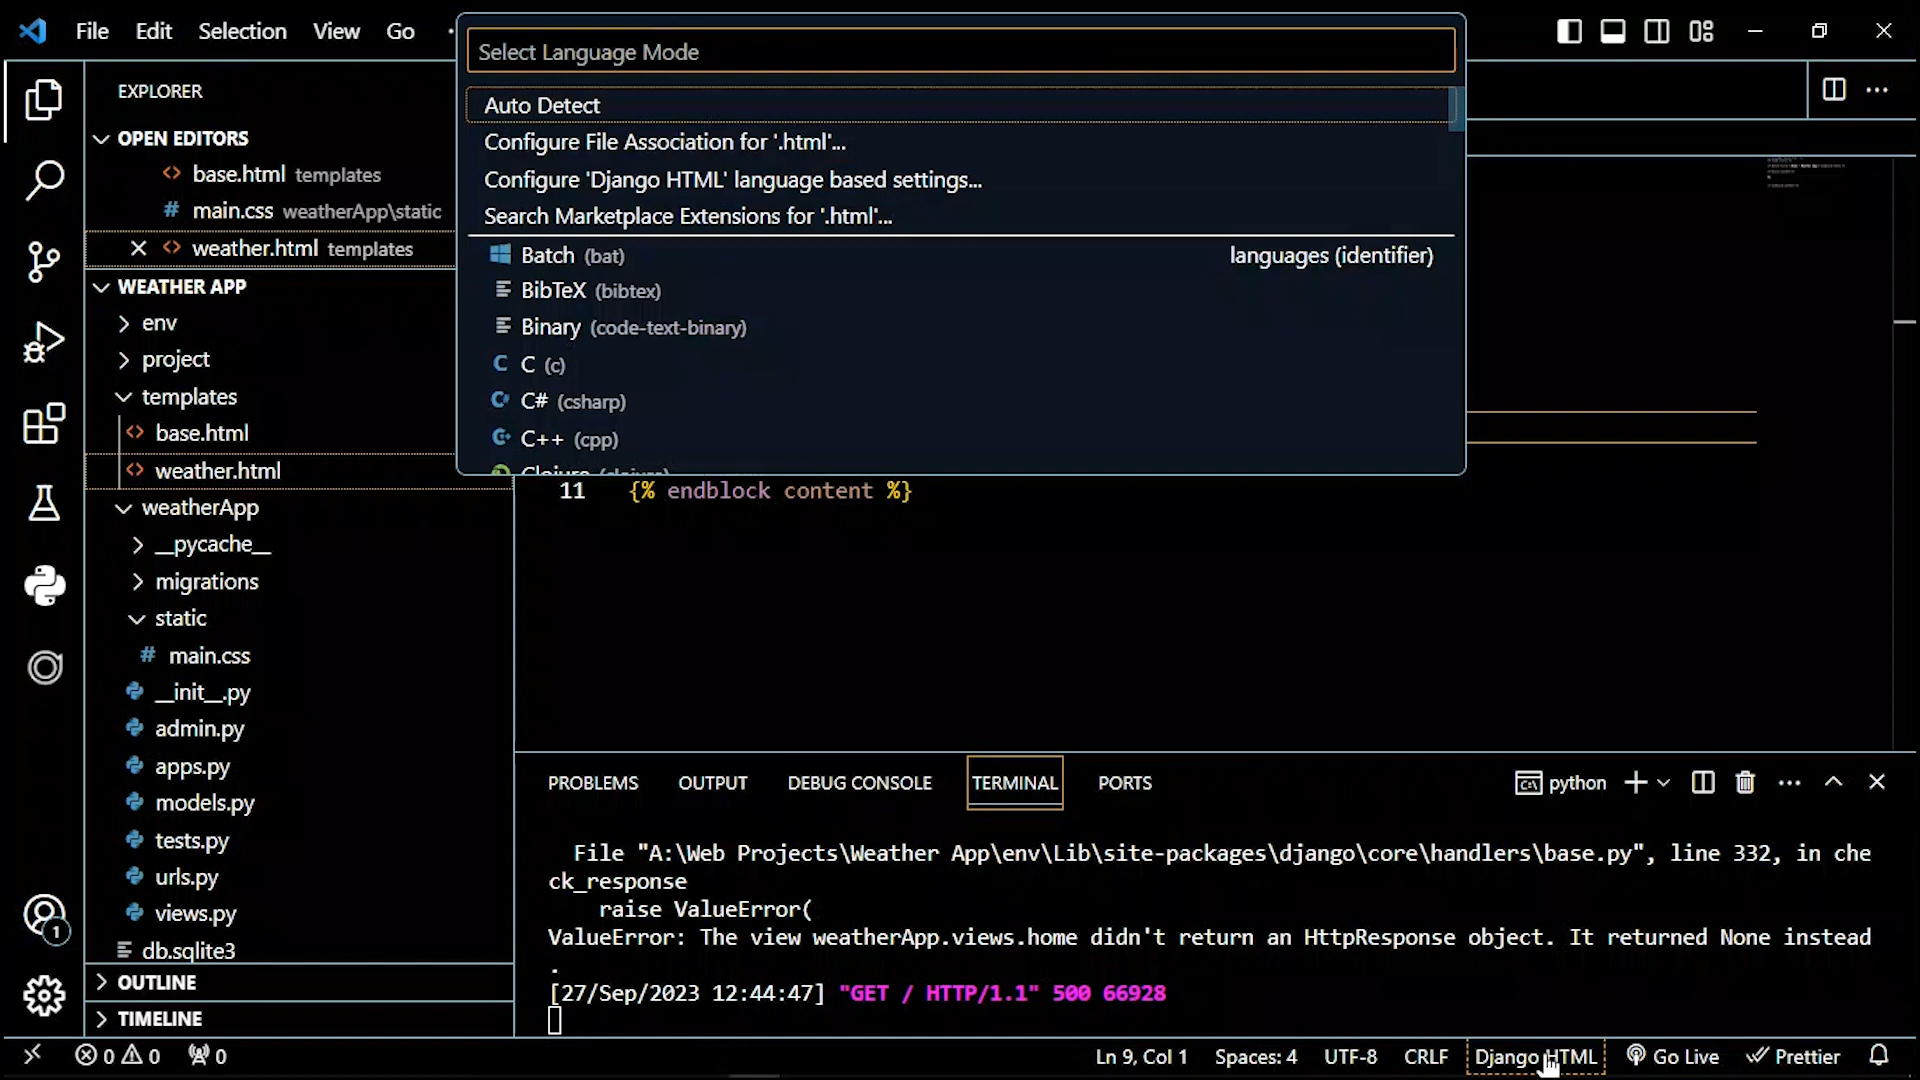 File Edit Selection View Go
Select Language Mode
Auto Detect
Configure File Association for '.html'...
Configure 'Django HTML' language based settings...
Search Marketplace Extensions for '.html'...
Batch (bat) languages (identifier)
BibTeX (bibtex)
Binary (code-text-binary)
C (c)
C# (csharp)
C++ (cpp)
Clojure (clojure)
EXPLORER
OPEN EDITORS
base.html templates
main.css weatherApp\static
weather.html templates
WEATHER APP
env
project
templates
base.html
weather.html
weatherApp
__pycache__
migrations
static
main.css
__init__.py
admin.py
apps.py
models.py
tests.py
urls.py
views.py
db.sqlite3
OUTLINE
TIMELINE
1
11 {% endblock content %}
PROBLEMS OUTPUT DEBUG CONSOLE TERMINAL PORTS
python
File "A:\Web Projects\Weather App\env\Lib\site-packages\django\core\handlers\base.py", line 332, in che
ck_response
raise ValueError(
ValueError: The view weatherApp.views.home didn't return an HttpResponse object. It returned None instead
.
[27/Sep/2023 12:44:47] "GET / HTTP/1.1" 500 66928
0 0 0 Ln 9, Col 1 Spaces: 4 UTF-8 CRLF Django HTML Go Live Prettier